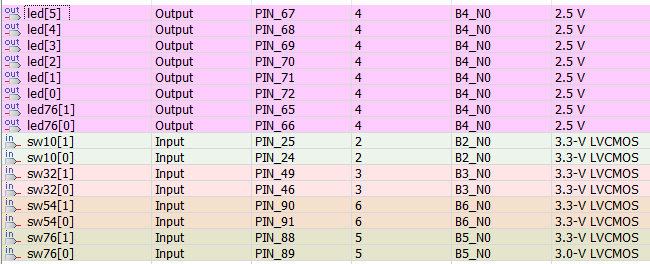 out led[5] Output PIN_67 4 B4_N0 2.5 V
out led[4] Output PIN_68 4 B4_N0 2.5 V
out led[3] Output PIN_69 4 B4_N0 2.5 V
out led[2] Output PIN_70 4 B4_N0 2.5 V
out led[1] Output PIN_71 4 B4_N0 2.5 V
out led[0] Output PIN_72 4 B4_N0 2.5 V
out led76[1] Output PIN_65 4 B4_N0 2.5 V
out led76[0] Output PIN_66 4 B4_N0 2.5 V
in sw10[1] Input PIN_25 2 B2_N0 3.3-V LVCMOS
in sw10[0] Input PIN_24 2 B2_N0 3.3-V LVCMOS
in sw32[1] Input PIN_49 3 B3_N0 3.3-V LVCMOS
in sw32[0] Input PIN_46 3 B3_N0 3.3-V LVCMOS
in sw54[1] Input PIN_90 6 B6_N0 3.3-V LVCMOS
in sw54[0] Input PIN_91 6 B6_N0 3.3-V LVCMOS
in sw76[1] Input PIN_88 5 B5_N0 3.3-V LVCMOS
in sw76[0] Input PIN_89 5 B5_N0 3.0-V LVCMOS